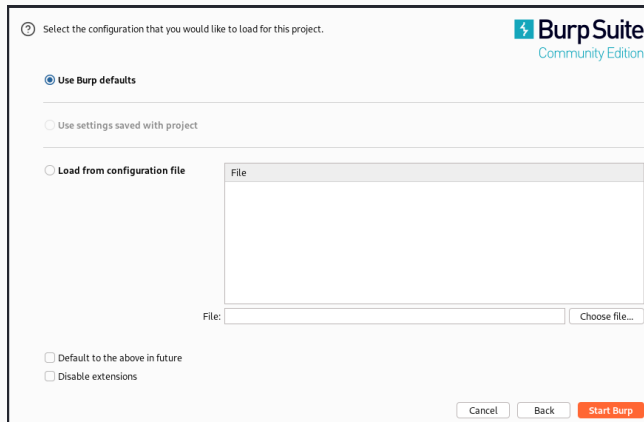 Select the configuration that you would like to load for this project.
Burp Suite
Community Edition
Use Burp defaults
Use settings saved with project
Load from configuration file
File
File:
Choose file...
Default to the above in future
Disable extensions
Cancel
Back
Start Burp